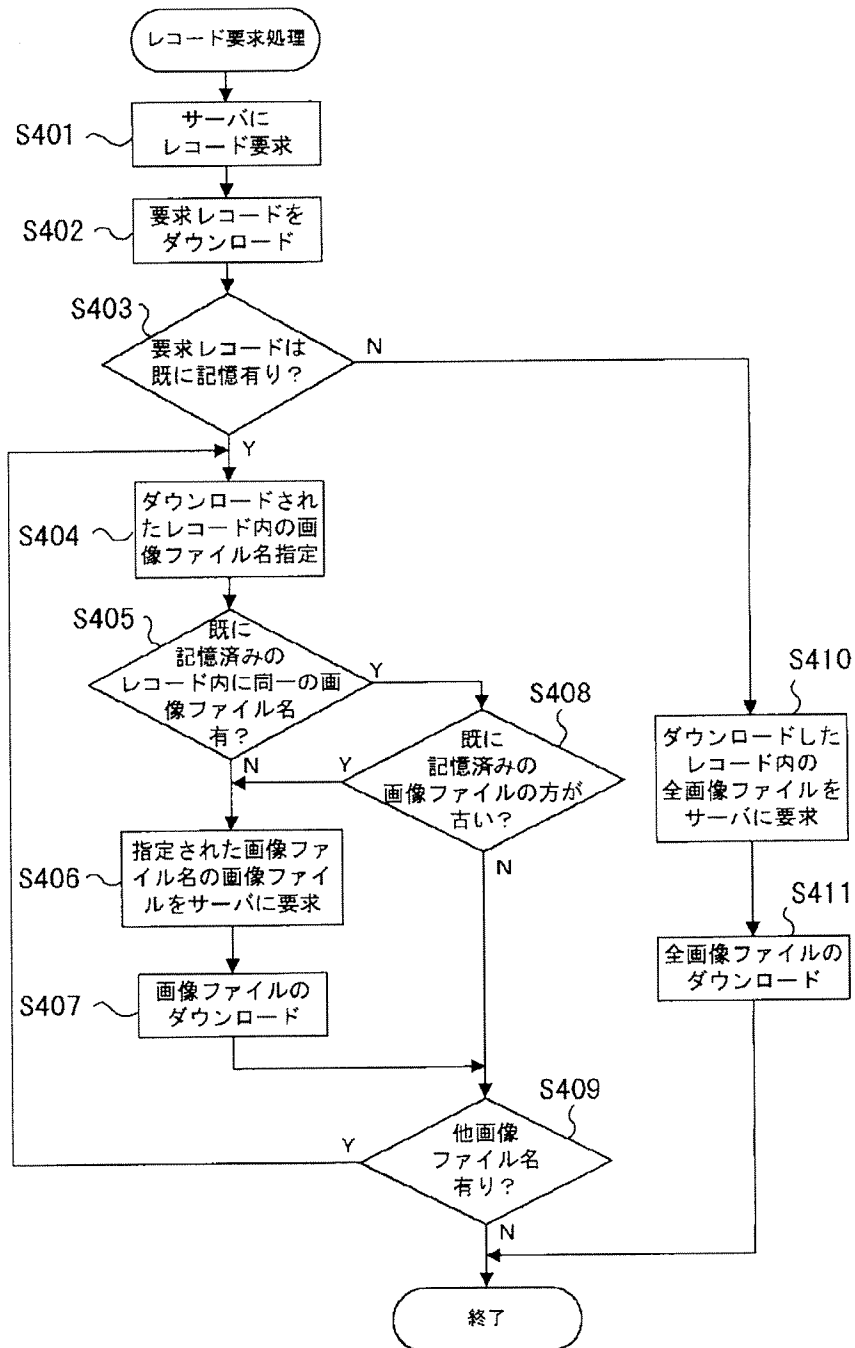 レコード要求処理
S401
サーバに
レコード要求
S402
要求レコードを
ダウンロード
S403
要求レコードは
既に記憶有り?
N
Y
S404
ダウンロードされ
たレコード内の画
像ファイル名指定
S405
既に
記憶済みの
レコード内に同一の画
像ファイル名
有?
Y
N
S408
既に
記憶済みの
画像ファイルの方が
古い?
Y
N
S410
ダウンロードした
レコード内の
全画像ファイルを
サーバに要求
S406
指定された画像ファ
イル名の画像ファイ
ルをサーバに要求
S411
全画像ファイルの
ダウンロード
S407
画像ファイルの
ダウンロード
S409
他画像
ファイル名
有り?
Y
N
終了